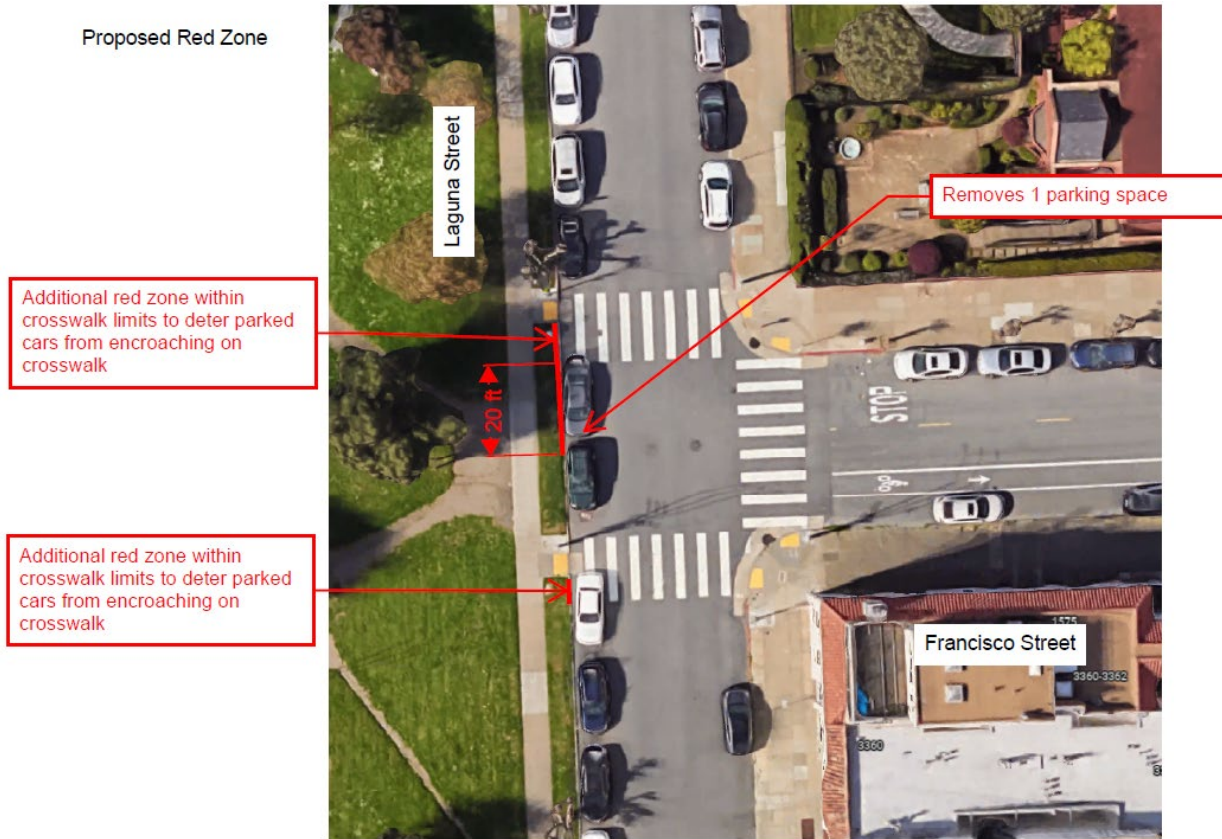 Proposed Red Zone
Laguna Street
Removes 1 parking space
Additional red zone within
crosswalk limits to deter parked
cars from encroaching on
crosswalk
20 ft
STOP
Additional red zone within
crosswalk limits to deter parked
cars from encroaching on
crosswalk
1575
Francisco Street
3360-3362
3360